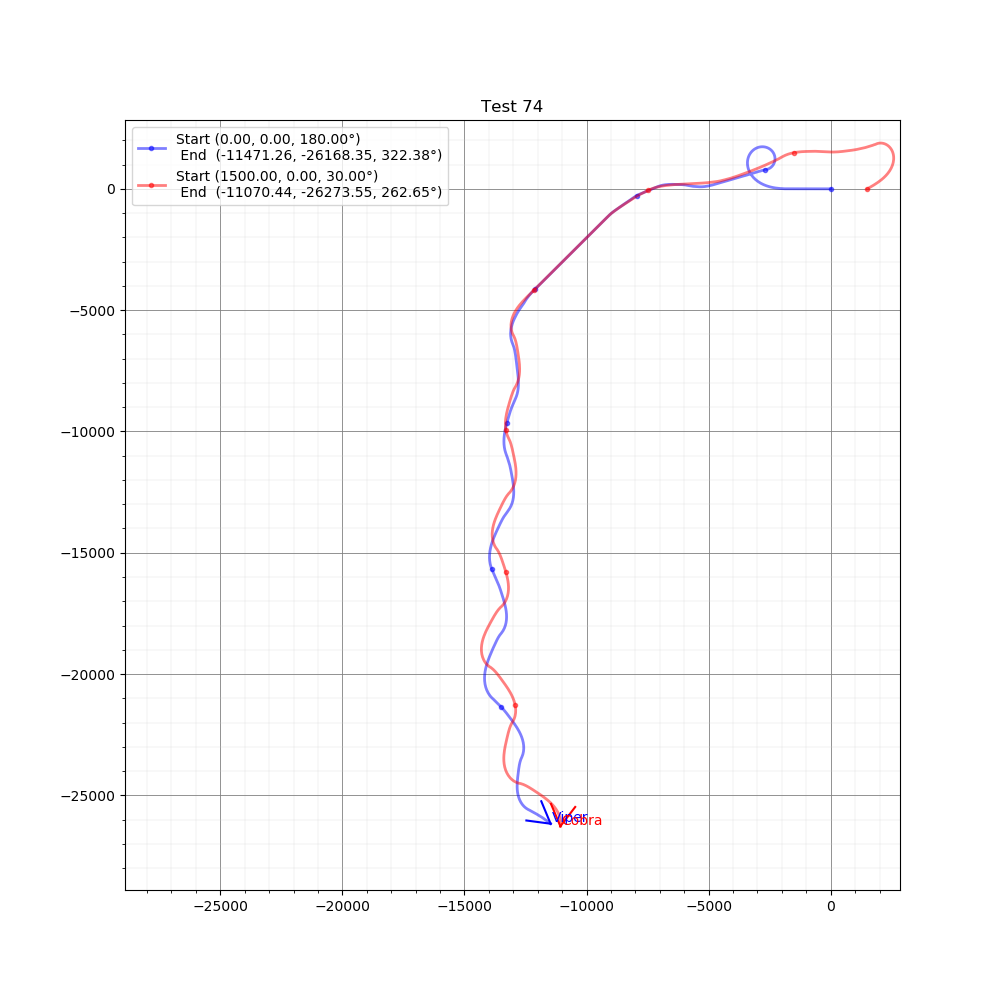 Test 74
Start (0.00, 0.00, 180.00°)
End (-11471.26, -26168.35, 322.38°)
Start (1500.00, 0.00, 30.00°)
End (-11070.44, -26273.55, 262.65°)
0
−5000
−10000
−15000
−20000
−25000
Viper
Cobra
−25000
−20000
−15000
−10000
−5000
0